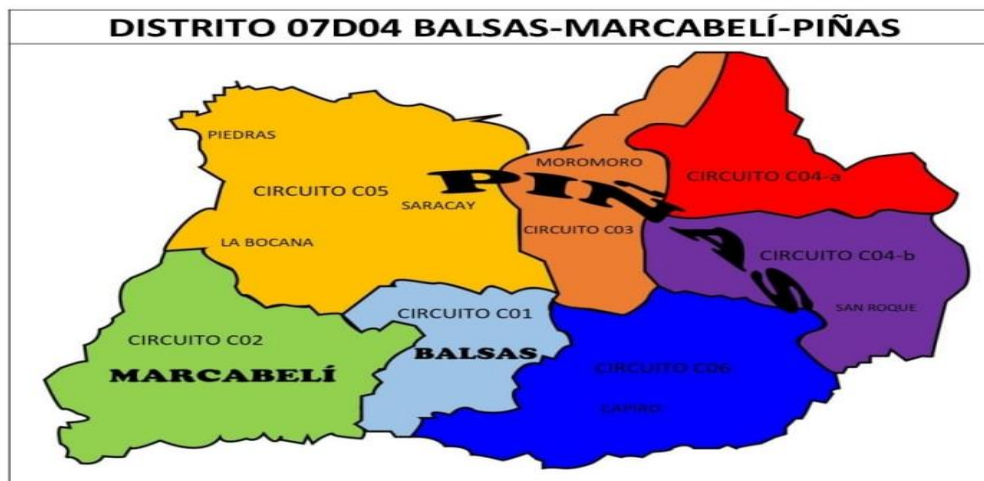 DISTRITO 07D04 BALSAS-MARCABELÍ-PIÑAS
PIEDRAS
MOROMORO
CIRCUITO C04-a
CIRCUITO C05
PIÑAS
SARACAY
CIRCUITO C03
LA BOCANA
CIRCUITO C04-b
SAN ROQUE
CIRCUITO C01
CIRCUITO C02
BALSAS
MARCABELÍ
CIRCUITO C06
CAPIRO